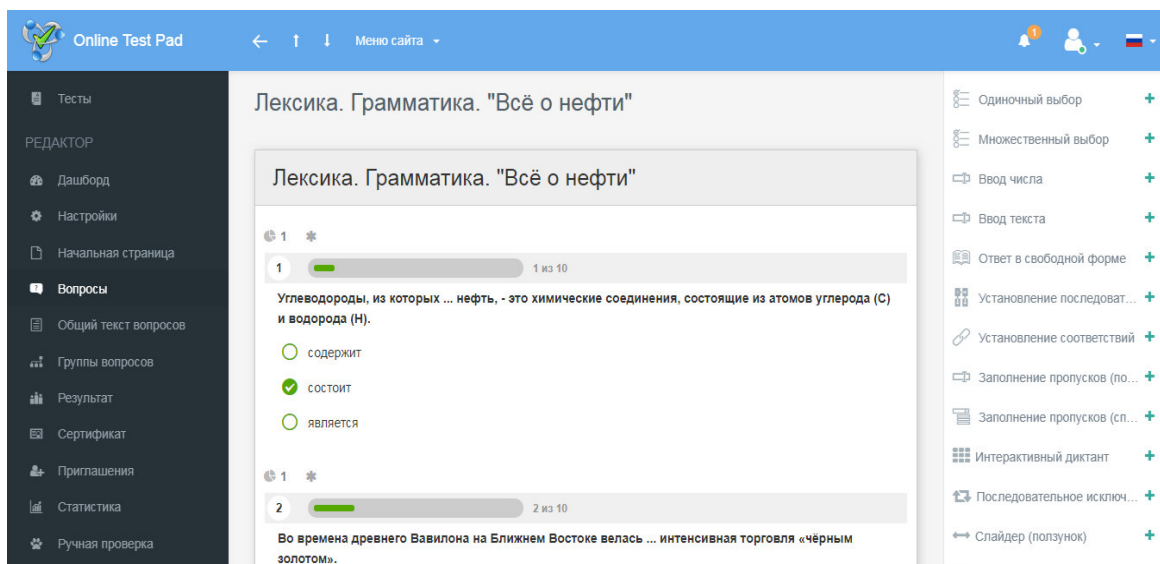 Online Test Pad
Меню сайта
1
Тесты
РЕДАКТОР
Дашборд
Настройки
Начальная страница
Вопросы
Общий текст вопросов
Группы вопросов
Результат
Сертификат
Приглашения
Статистика
Ручная проверка
Лексика. Грамматика. "Всё о нефти"
Лексика. Грамматика. "Всё о нефти"
1
1 1 из 10
Углеводороды, из которых ... нефть, - это химические соединения, состоящие из атомов углерода (С)
и водорода (Н).
содержит
состоит
является
1
2 2 из 10
Во времена древнего Вавилона на Ближнем Востоке велась ... интенсивная торговля «чёрным
золотом».
Одиночный выбор
Множественный выбор
Ввод числа
Ввод текста
Ответ в свободной форме
Установление последоват...
Установление соответствий
Заполнение пропусков (по...
Заполнение пропусков (сп...
Интерактивный диктант
Последовательное исключ...
Слайдер (ползунок)